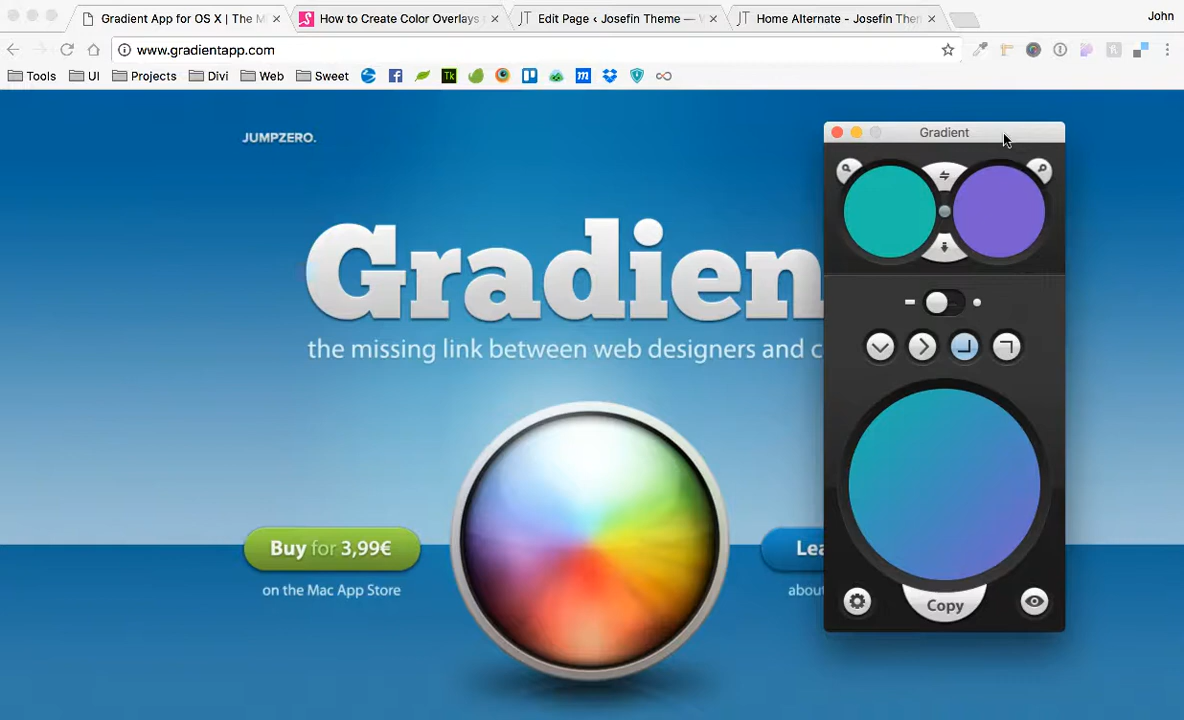 Gradient App for OS X | The M
How to Create Color Overlays
Edit Page ‹ Josefin Theme — W
Home Alternate - Josefin Them
John
www.gradientapp.com
Tools
UI
Projects
Divi
Web
Sweet
Tk
JUMPZERO.
Gradien
the missing link between web designers and c
Buy for 3,99€
on the Mac App Store
Lea
about
Gradient
Copy